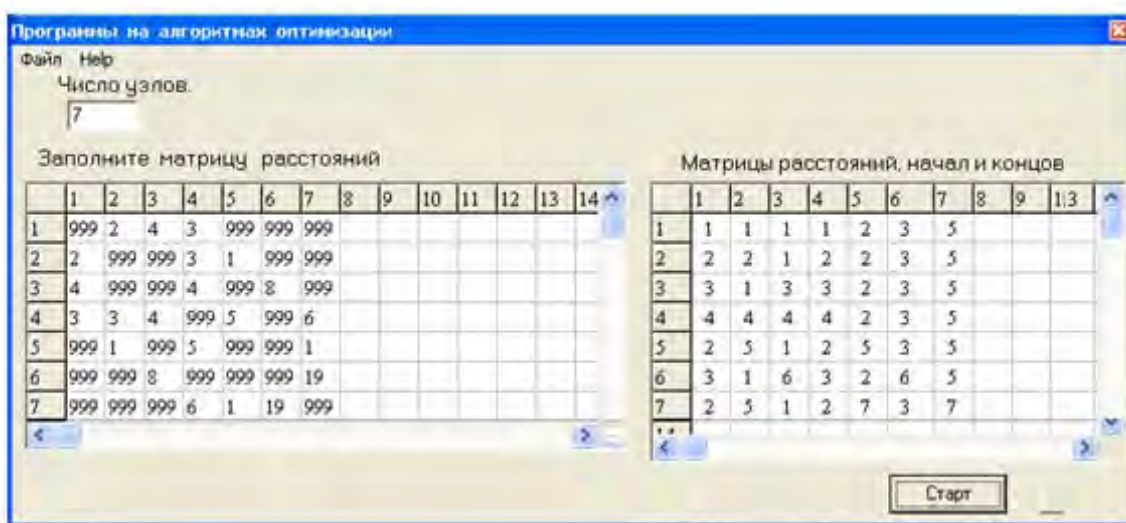 Программы на алгоритмах оптимизации
Файл Help
Число узлов.
7
Заполните матрицу расстояний
1 2 3 4 5 6 7 8 9 10 11 12 13 14
1 999 2 4 3 999 999 999
2 2 999 999 3 1 999 999
3 4 999 999 4 999 8 999
4 3 3 4 999 5 999 6
5 999 1 999 5 999 999 1
6 999 999 8 999 999 999 19
7 999 999 999 6 1 19 999
Матрицы расстояний, начал и концов
1 2 3 4 5 6 7 8 9 1:3
1 1 1 1 1 2 3 5
2 2 2 1 2 2 3 5
3 3 1 3 3 2 3 5
4 4 4 4 4 2 3 5
5 2 5 1 2 5 3 5
6 3 1 6 3 2 6 5
7 2 5 1 2 7 3 7
Старт